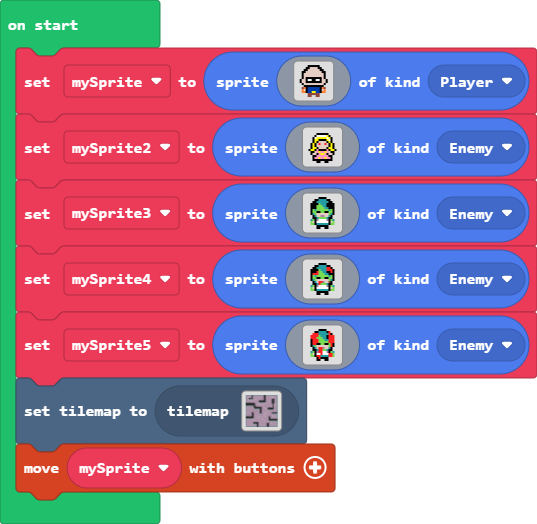 on start
set mySprite to sprite of kind Player
set mySprite2 to sprite of kind Enemy
set mySprite3 to sprite of kind Enemy
set mySprite4 to sprite of kind Enemy
set mySprite5 to sprite of kind Enemy
set tilemap to tilemap
move mySprite with buttons